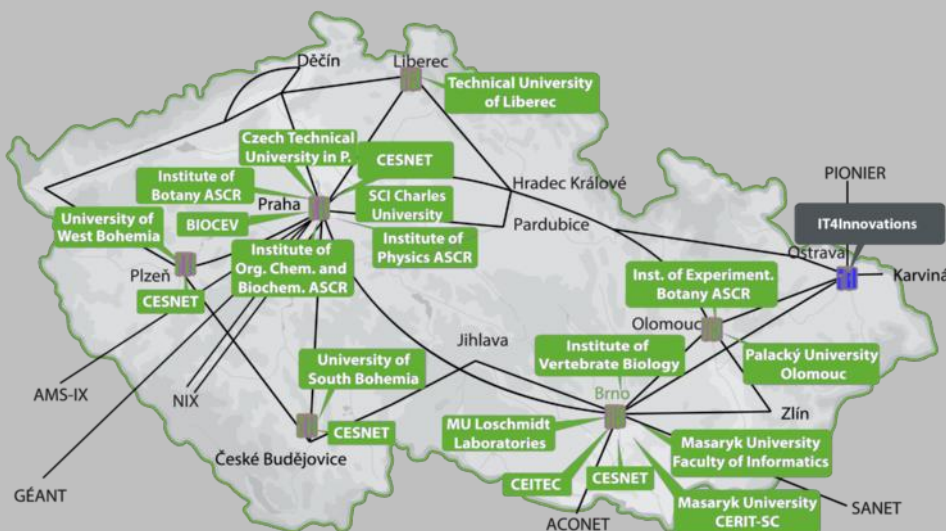 Děčín
Liberec
Technical University
of Liberec
Czech Technical
University in P.
CESNET
Institute of
Botany ASCR
Hradec Králové
PIONIER
Praha
SCI Charles
University
BIOCEV
University of
West Bohemia
Pardubice
IT4Innovations
Institute of
Physics ASCR
Institute of
Org. Chem. and
Biochem. ASCR
Ostrava
Karviná
Plzeň
CESNET
Inst. of Experiment.
Botany ASCR
Olomouc
Jihlava
Institute of
Vertebrate Biology
Palacký University
Olomouc
University of
South Bohemia
AMS-IX
NIX
Brno
Zlín
CESNET
MU Loschmidt
Laboratories
Masaryk University
Faculty of Informatics
České Budějovice
CEITEC
CESNET
GÉANT
Masaryk University
CERIT-SC
SANET
ACONET